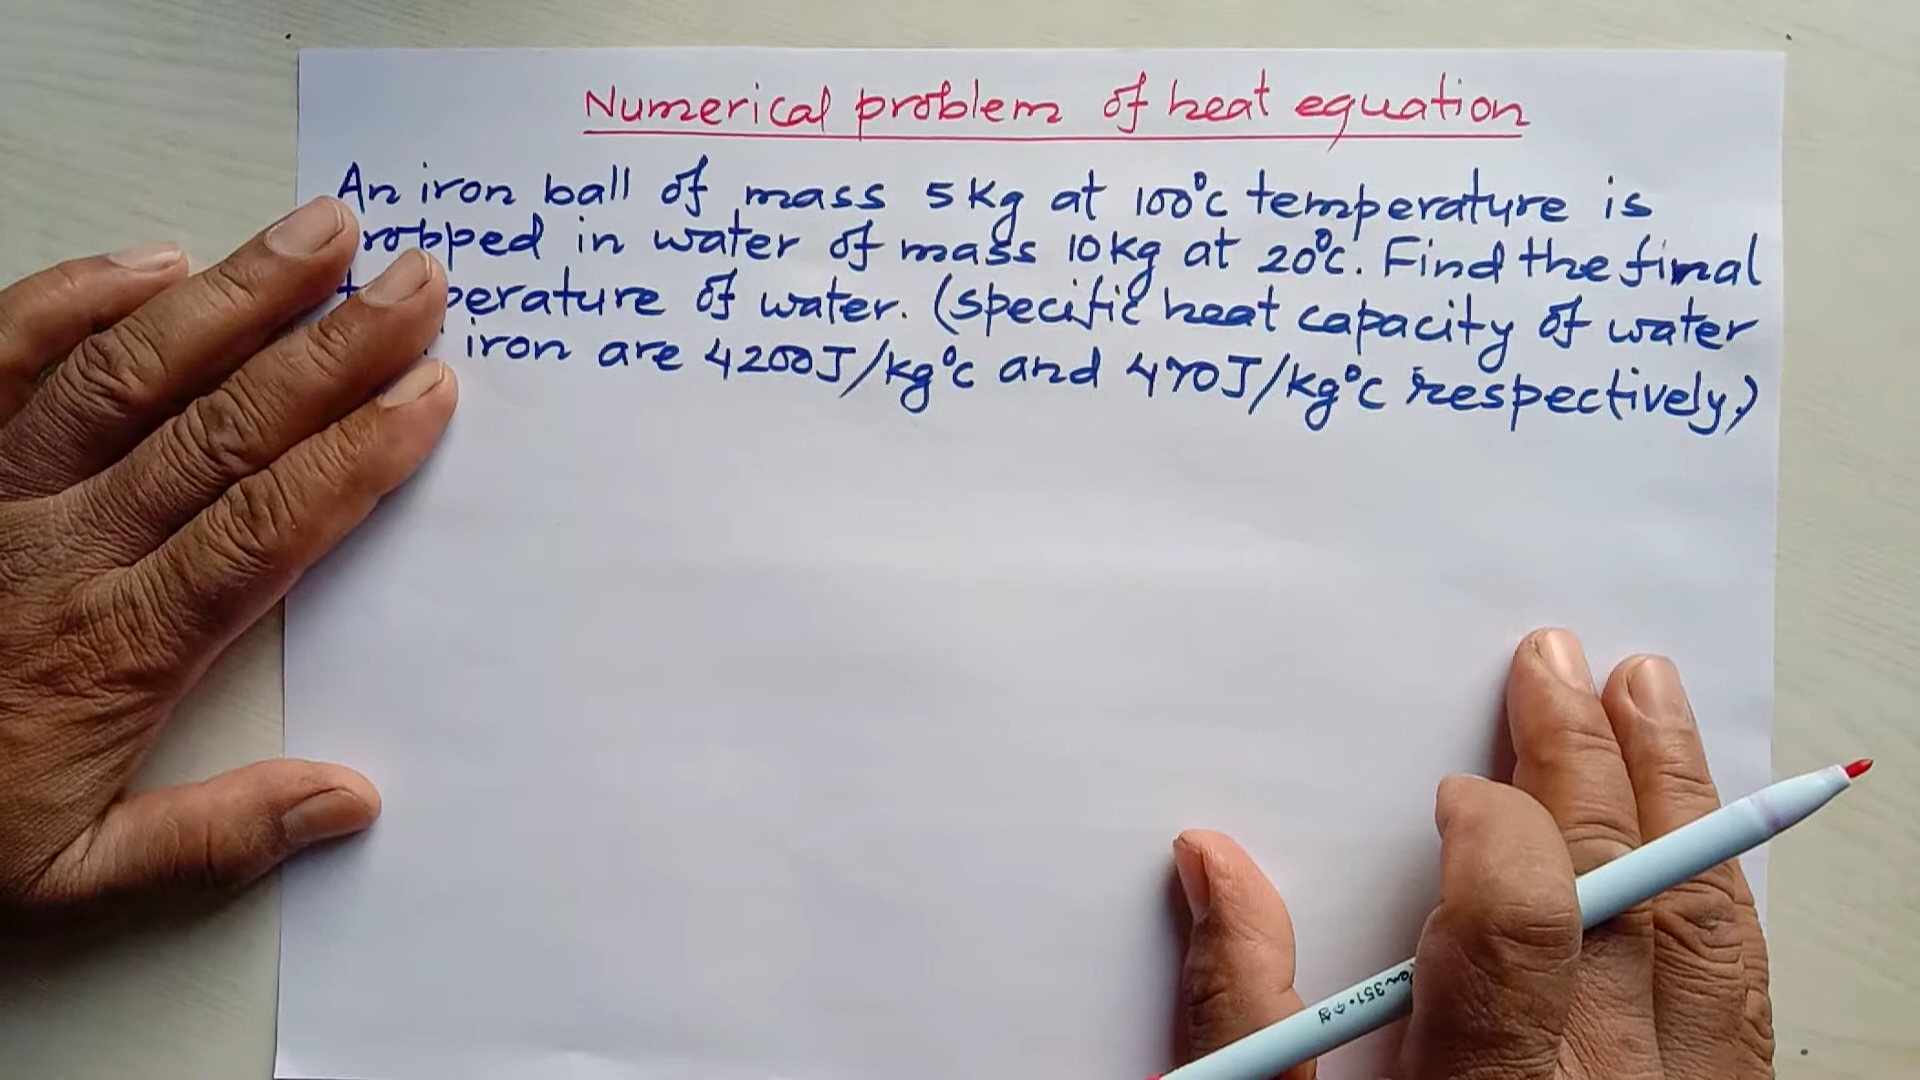 Numerical problem of heat equation
An iron ball of mass 5kg at 100°c temperature is
ropped in water of mass 10kg at 20°c. Find the final
perature of water. (specific heat capacity of water
iron are 4200J/kg°c and 470J/kg°c respectively.)